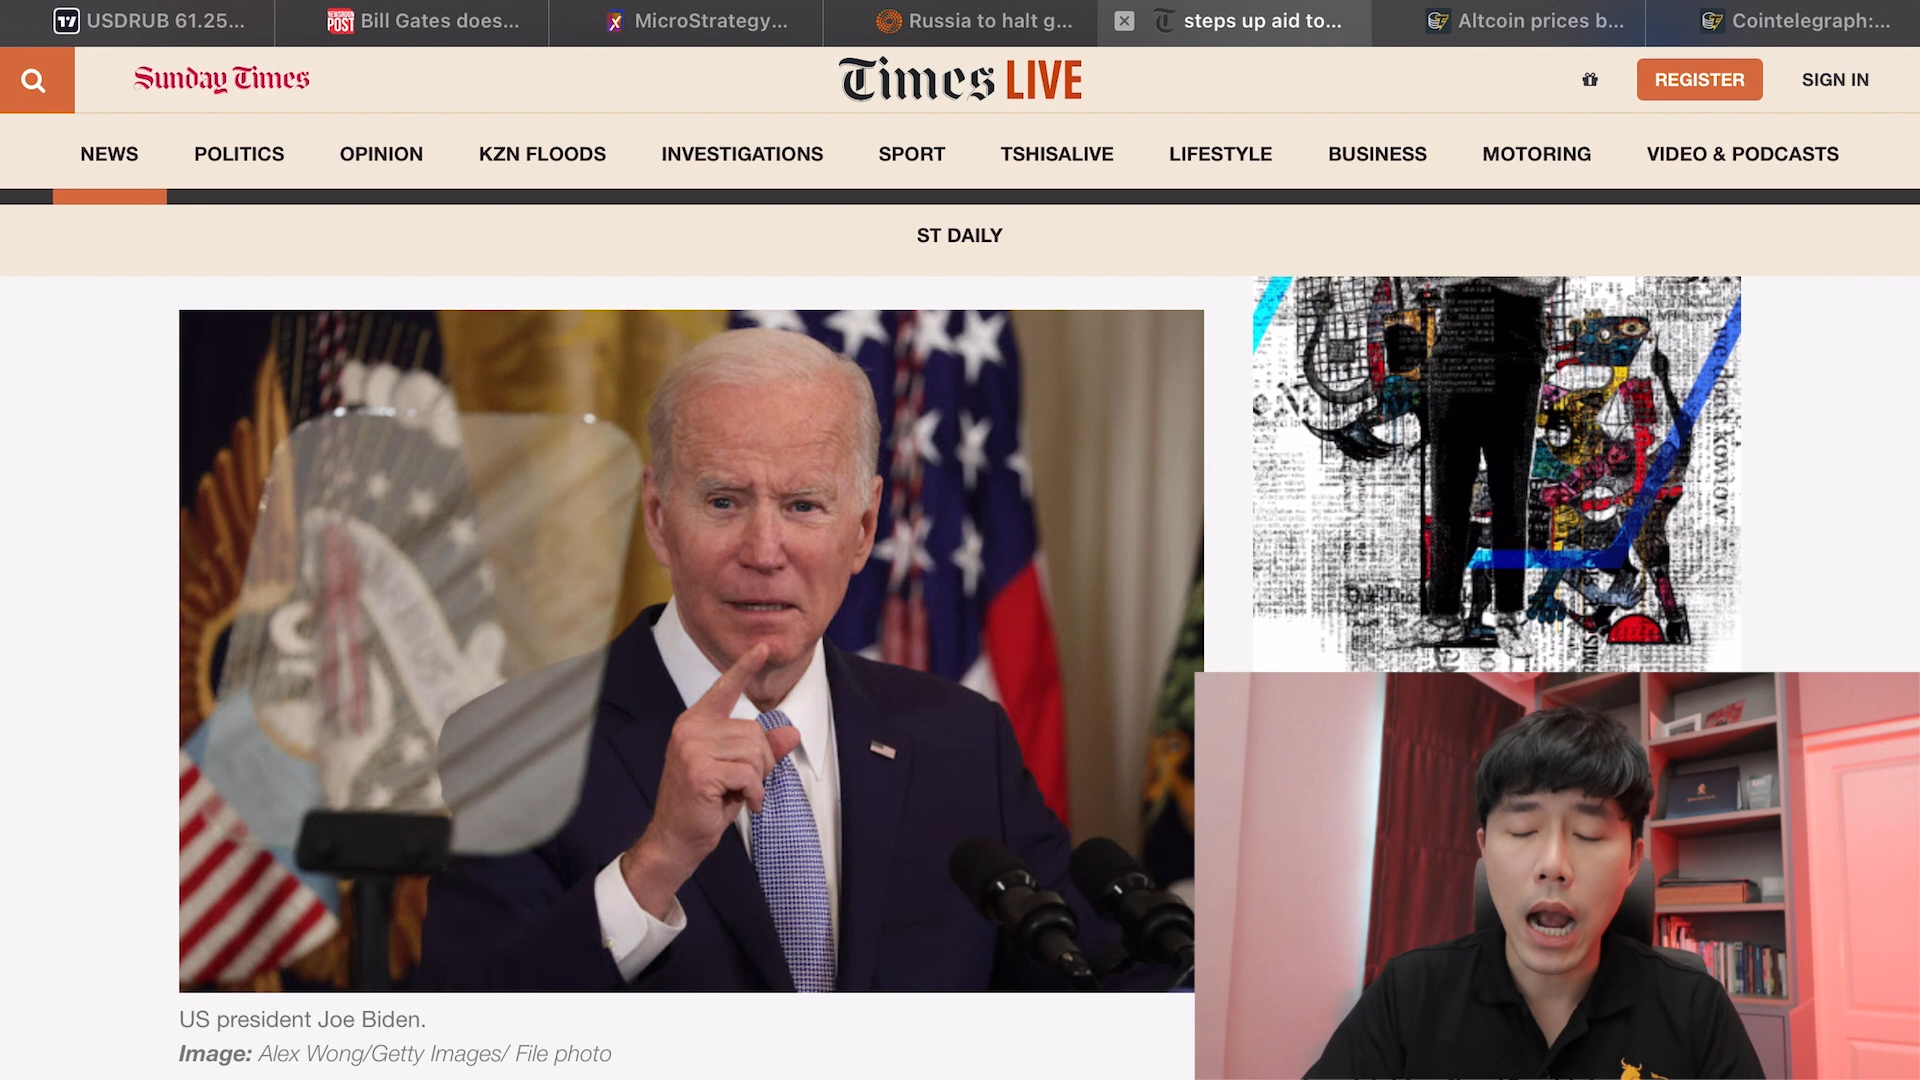 USDRUB 61.25...
Bill Gates does...
MicroStrategy...
Russia to halt g...
steps up aid to...
Altcoin prices b...
Cointelegraph:...
Sunday Times
Times LIVE
REGISTER
SIGN IN
NEWS
POLITICS
OPINION
KZN FLOODS
INVESTIGATIONS
SPORT
TSHISALIVE
LIFESTYLE
BUSINESS
MOTORING
VIDEO & PODCASTS
ST DAILY
US president Joe Biden.
Image: Alex Wong/Getty Images/ File photo